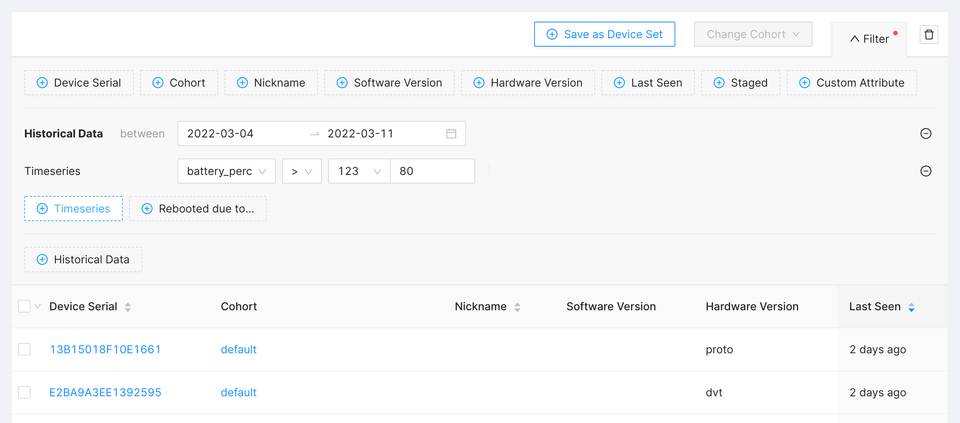 Save as Device Set Change Cohort Filter
Device Serial Cohort Nickname Software Version Hardware Version Last Seen Staged Custom Attribute
Historical Data between 2022-03-04 2022-03-11
Timeseries battery_perc > 123 80
Timeseries Rebooted due to...
Historical Data
Device Serial Cohort Nickname Software Version Hardware Version Last Seen
13B15018F10E1661 default proto 2 days ago
E2BA9A3EE1392595 default dvt 2 days ago